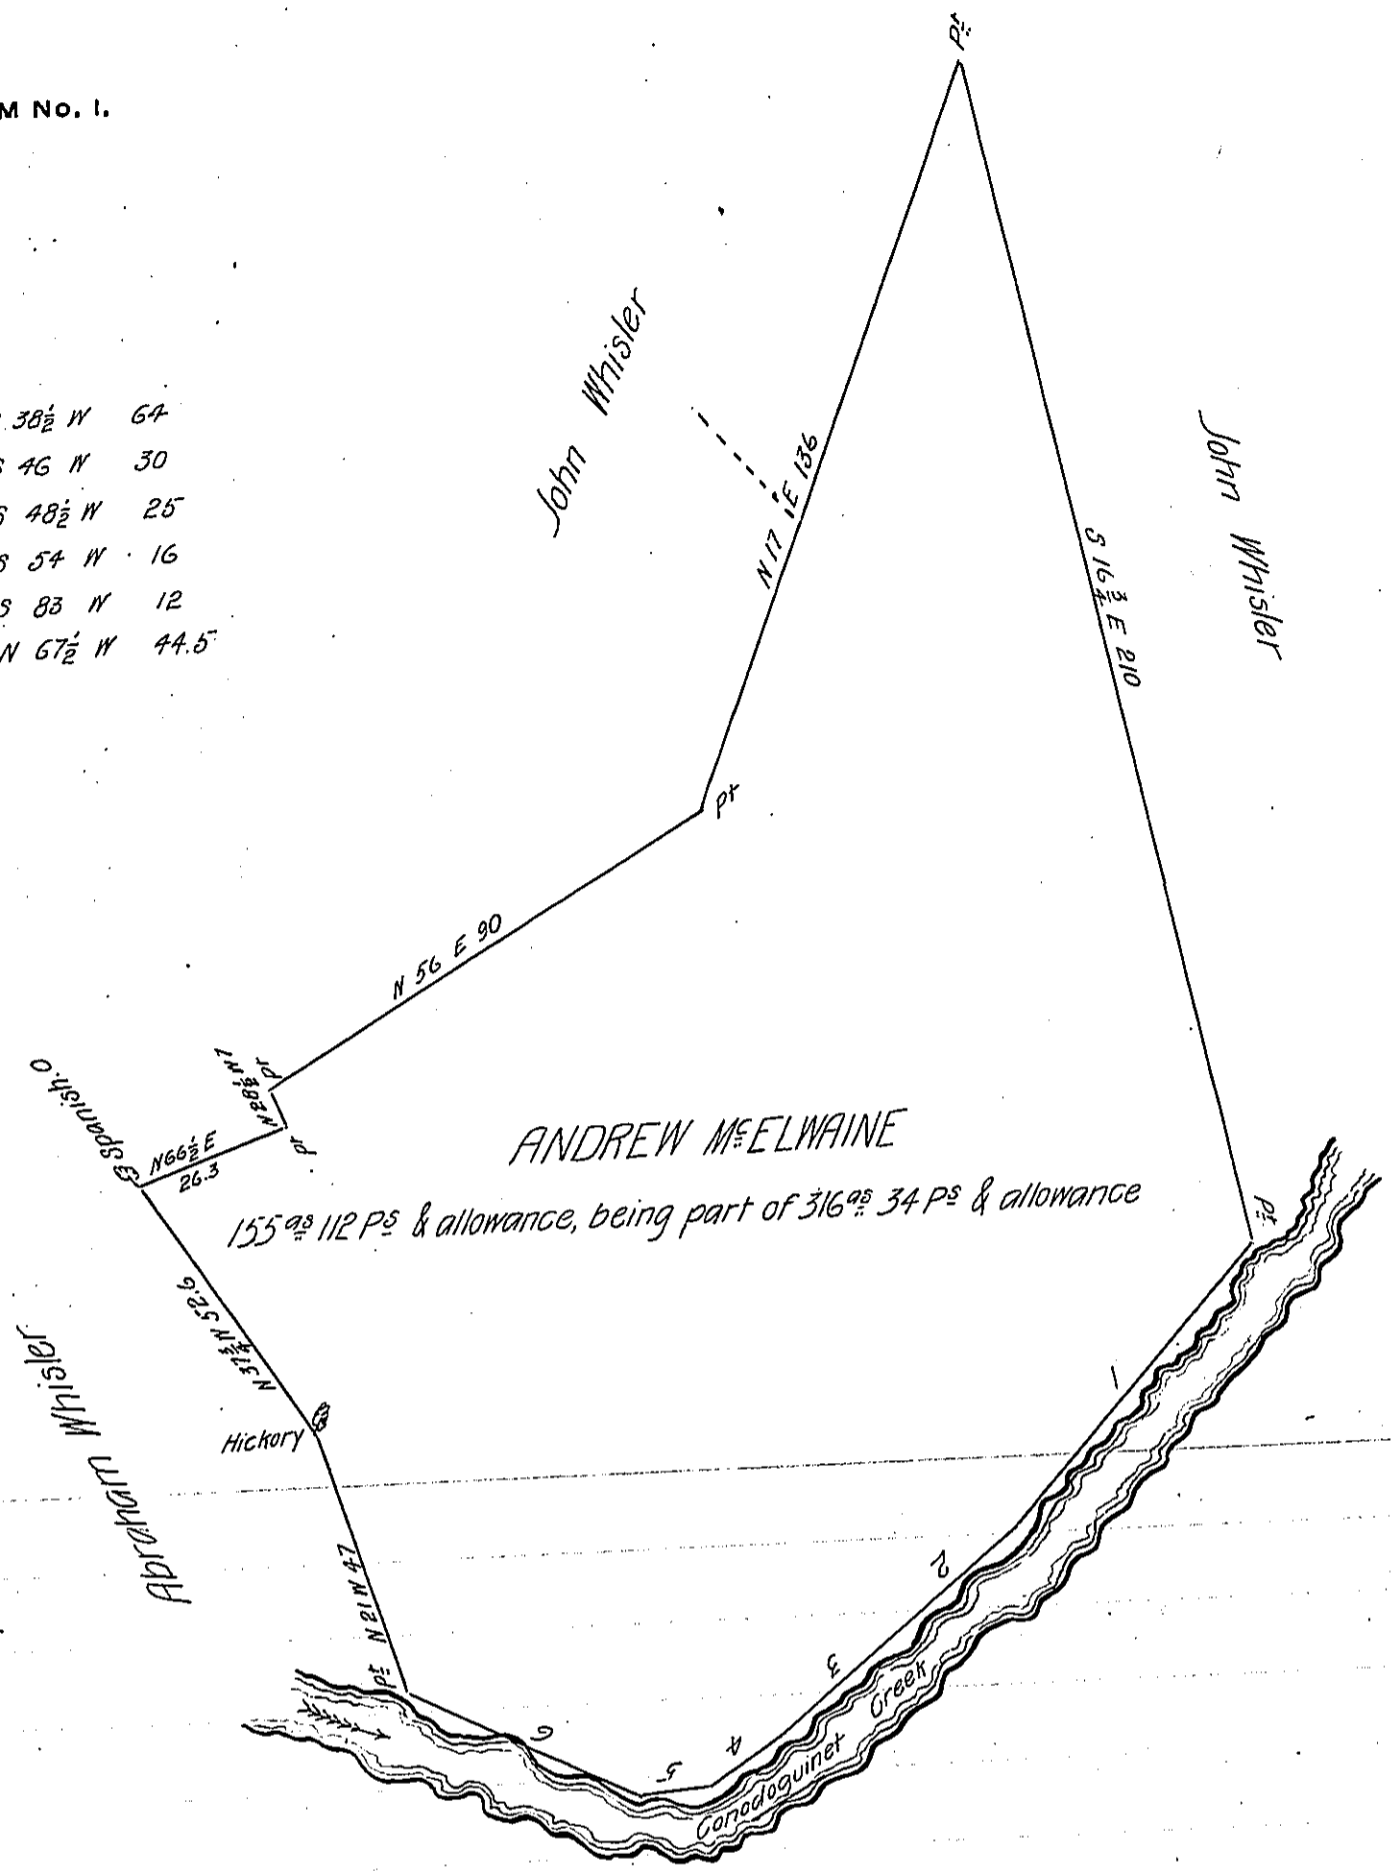 M No. 1.
38½ W 64
S 46 W 30
S 48½ W 25
S 54 W 16
S 83 W 12
N 67½ W 44.5
Pt
John Whisler
N 17 E 136
John Whisler
S 16¾ E 210
Pt
N 56 E 90
Pt
N 28½ W 7
Pt
Spanish.O
N66½ E
26.3
ANDREW McELWAINE
155 as 112 Ps & allowance, being part of 316 as 34 Ps & allowance
Pt
N 37¾ W 52.6
Hickory
Abraham Whisler
N 21 W 47
Pt
1
2
3
4
5
6
Conodoguinet Creek